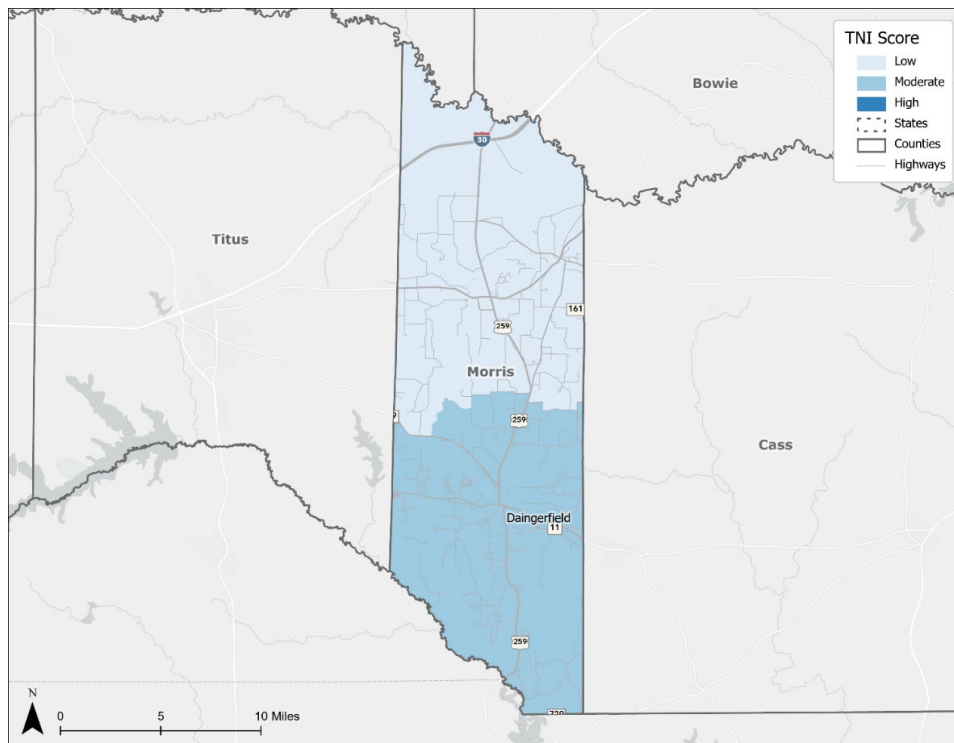 TNI Score
Low
Moderate
High
States
Counties
Highways
Bowie
30
Titus
161
259
Morris
9
259
Cass
Daingerfield
11
259
N
0 5 10 Miles